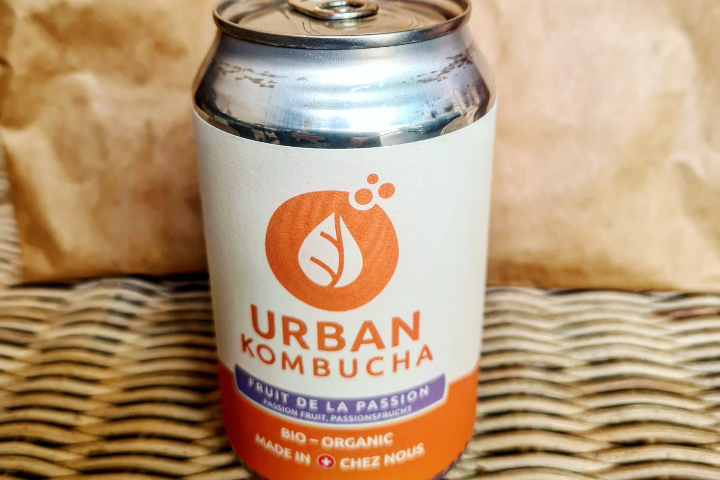 URBAN
KOMBUCHA
FRUIT DE LA PASSION
PASSION FRUIT, PASSIONSFRUCHT
BIO – ORGANIC
MADE IN CHEZ NOUS